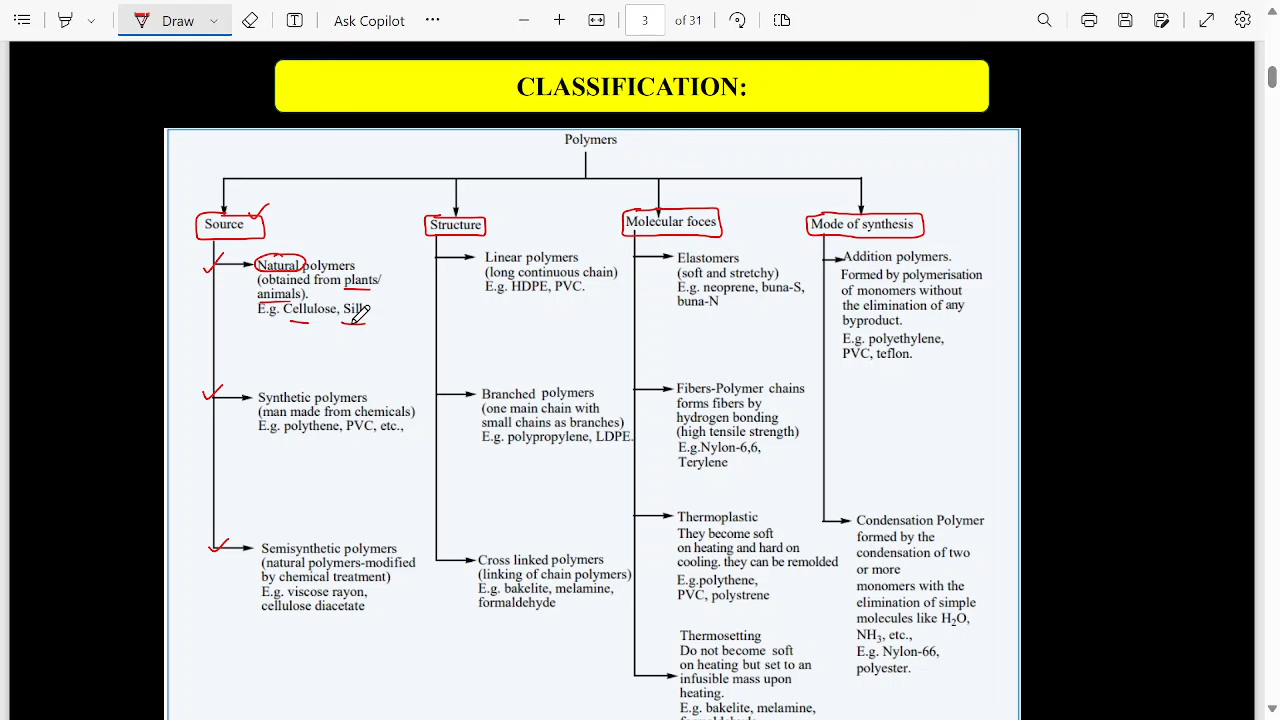 Draw
Ask Copilot
3 of 31
CLASSIFICATION:
Polymers
Source
Natural polymers
(obtained from plants/
animals).
E.g. Cellulose,
Synthetic polymers
(man made from chemicals)
E.g. polythene, PVC, etc.,
Semisynthetic polymers
(natural polymers-modified
by chemical treatment)
E.g. viscose rayon,
cellulose diacetate
Structure
Linear polymers
(long continuous chain)
E.g. HDPE, PVC.
Branched polymers
(one main chain with
small chains as branches)
E.g. polypropylene, LDPE.
Cross linked polymers
(linking of chain polymers)
E.g. bakelite, melamine,
formaldehyde
Molecular foces
Elastomers
(soft and stretchy)
E.g. neoprene, buna-S,
buna-N
Fibers-Polymer chains
forms fibers by
hydrogen bonding
(high tensile strength)
E.g.Nylon-6,6,
Terylene
Thermoplastic
They become soft
on heating and hard on
cooling. they can be remolded
E.g.polythene,
PVC, polystrene
Thermosetting
Do not become soft
on heating but set to an
infusible mass upon
heating.
E.g. bakelite, melamine,
Mode of synthesis
Addition polymers.
Formed by polymerisation
of monomers without
the elimination of any
byproduct.
E.g. polyethylene,
PVC, teflon.
Condensation Polymer
formed by the
condensation of two
or more
monomers with the
elimination of simple
molecules like H₂O,
NH₃, etc.,
E.g. Nylon-66,
polyester.